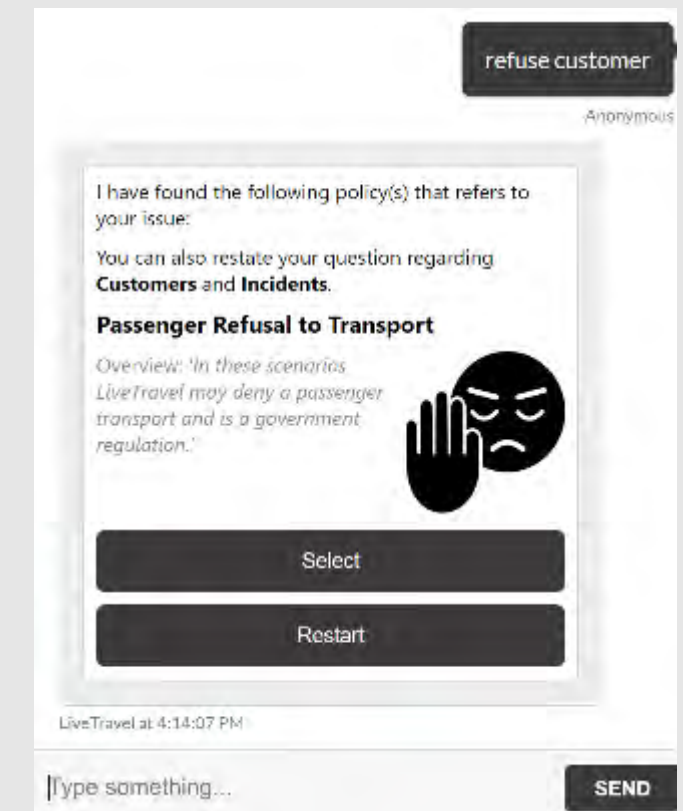 refuse customer
Anonymous
I have found the following policy(s) that refers to
your issue:
You can also restate your question regarding
Customers and Incidents.
Passenger Refusal to Transport
Overview: 'In these scenarios
LiveTravel may deny a passenger
transport and is a government
regulation.'
Select
Restart
LiveTravel at 4:14:07 PM
Type something...
SEND